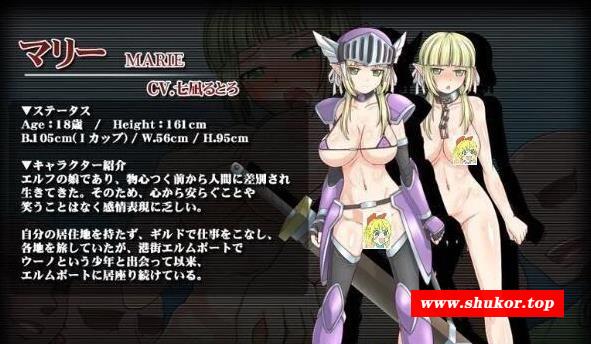 マリー MARIE
CV.七凪るとろ
▼ステータス
Age：18歳 / Height：161cm
B.105cm(Iカップ) / W.56cm / H.95cm
▼キャラクター紹介
エルフの娘であり、物心つく前から人間に差別され
生きてきた。そのため、心から安らぐことや
笑うことはなく感情表現に乏しい。
自分の居住地を持たず、ギルドで仕事をこなし、
各地を旅していたが、港街エルムポートで
ウーノという少年と出会って以来、
エルムポートに居座り続けている。
www.shukor.top